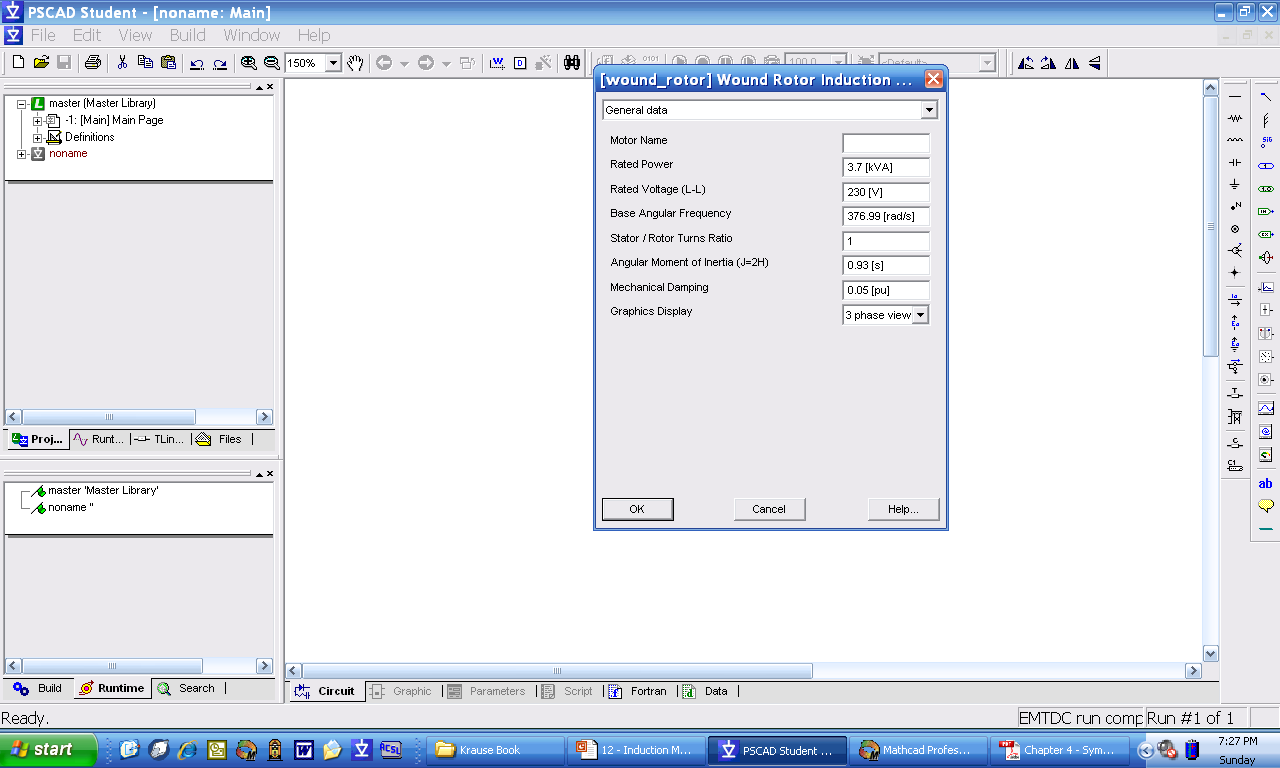 PSCAD Student - [noname: Main]
File Edit View Build Window Help
150% 100.0 <Default>
master (Master Library)
-1: [Main] Main Page
Definitions
noname
Proj... Runt... TLin... Files
master 'Master Library'
noname ''
Build Runtime Search
[wound_rotor] Wound Rotor Induction ...
General data
Motor Name
Rated Power 3.7 [kVA]
Rated Voltage (L-L) 230 [V]
Base Angular Frequency 376.99 [rad/s]
Stator / Rotor Turns Ratio 1
Angular Moment of Inertia (J=2H) 0.93 [s]
Mechanical Damping 0.05 [pu]
Graphics Display 3 phase view
OK Cancel Help...
ab
Circuit Graphic Parameters Script Fortran Data
Ready. EMTDC run comp Run #1 of 1
start ACSL Krause Book 12 - Induction M... PSCAD Student ... Mathcad Profes... Chapter 4 - Sym... 7:27 PM
Sunday